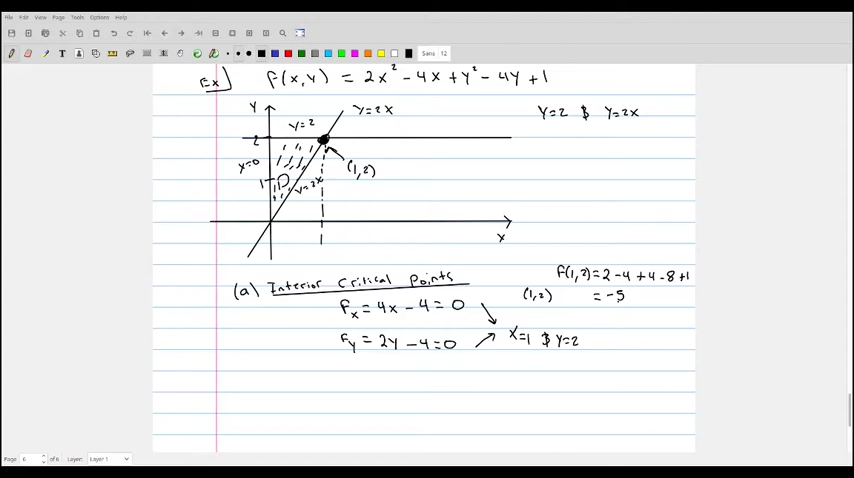 File Edit View Page Tools Options Help
T Sans 12
Ex) f(x,y) = 2x² - 4x + y² - 4y + 1
Y
y=2x
y=2 $ y=2x
y=2
2
x=0
(1,2)
1
D
y=2x
X
(a) Interior Critical Points
f(1,2) = 2 - 4 + 4 - 8 + 1
(1,2) = -5
fx = 4x - 4 = 0
fy = 2y - 4 = 0
x=1 $ y=2
Page 6 of 6 Layer: Layer 1